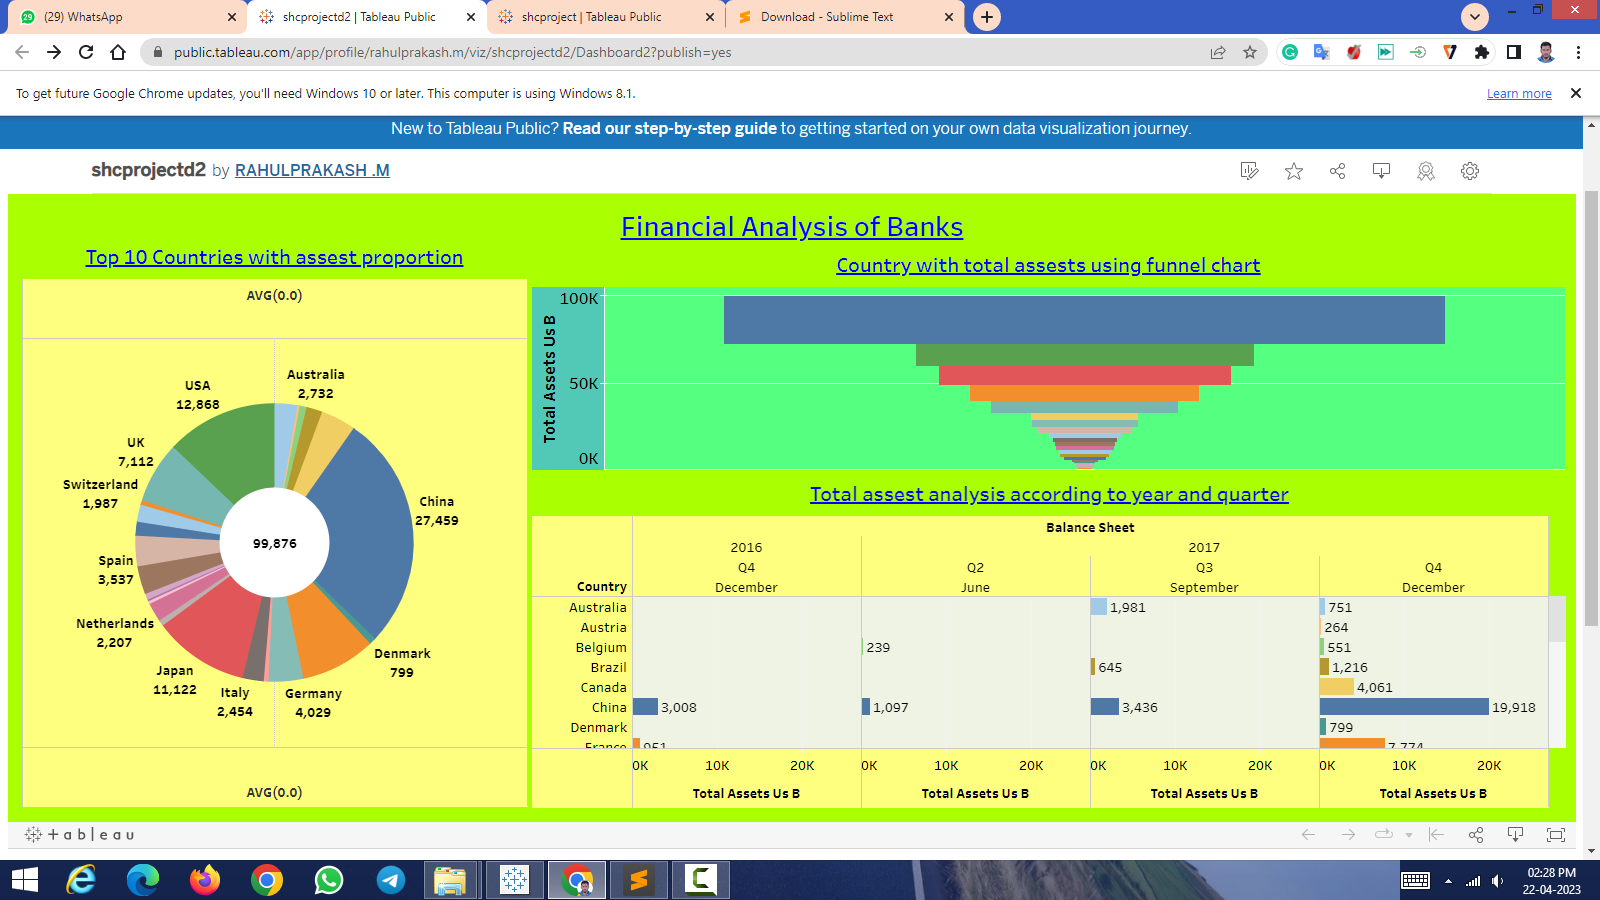 (29) WhatsApp
shcprojectd2 | Tableau Public
shcproject | Tableau Public
Download - Sublime Text
public.tableau.com/app/profile/rahulprakash.m/viz/shcprojectd2/Dashboard2?publish=yes
To get future Google Chrome updates, you'll need Windows 10 or later. This computer is using Windows 8.1.
Learn more
New to Tableau Public? Read our step-by-step guide to getting started on your own data visualization journey.
shcprojectd2 by RAHULPRAKASH .M
Financial Analysis of Banks
Top 10 Countries with assest proportion
AVG(0.0)
Australia
2,732
USA
12,868
UK
7,112
Switzerland
1,987
China
27,459
99,876
Spain
3,537
Netherlands
2,207
Denmark
799
Japan
11,122
Italy
2,454
Germany
4,029
AVG(0.0)
Country with total assests using funnel chart
Total Assets Us B
100K
50K
0K
Total assest analysis according to year and quarter
Balance Sheet
2016 2017
Q4 Q2 Q3 Q4
Country December June September December
Australia 1,981 751
Austria 264
Belgium 239 551
Brazil 645 1,216
Canada 4,061
China 3,008 1,097 3,436 19,918
Denmark 799
France 951 7,774
0K 10K 20K 0K 10K 20K 0K 10K 20K 0K 10K 20K
Total Assets Us B Total Assets Us B Total Assets Us B Total Assets Us B
+ a b | e a u
02:28 PM
22-04-2023